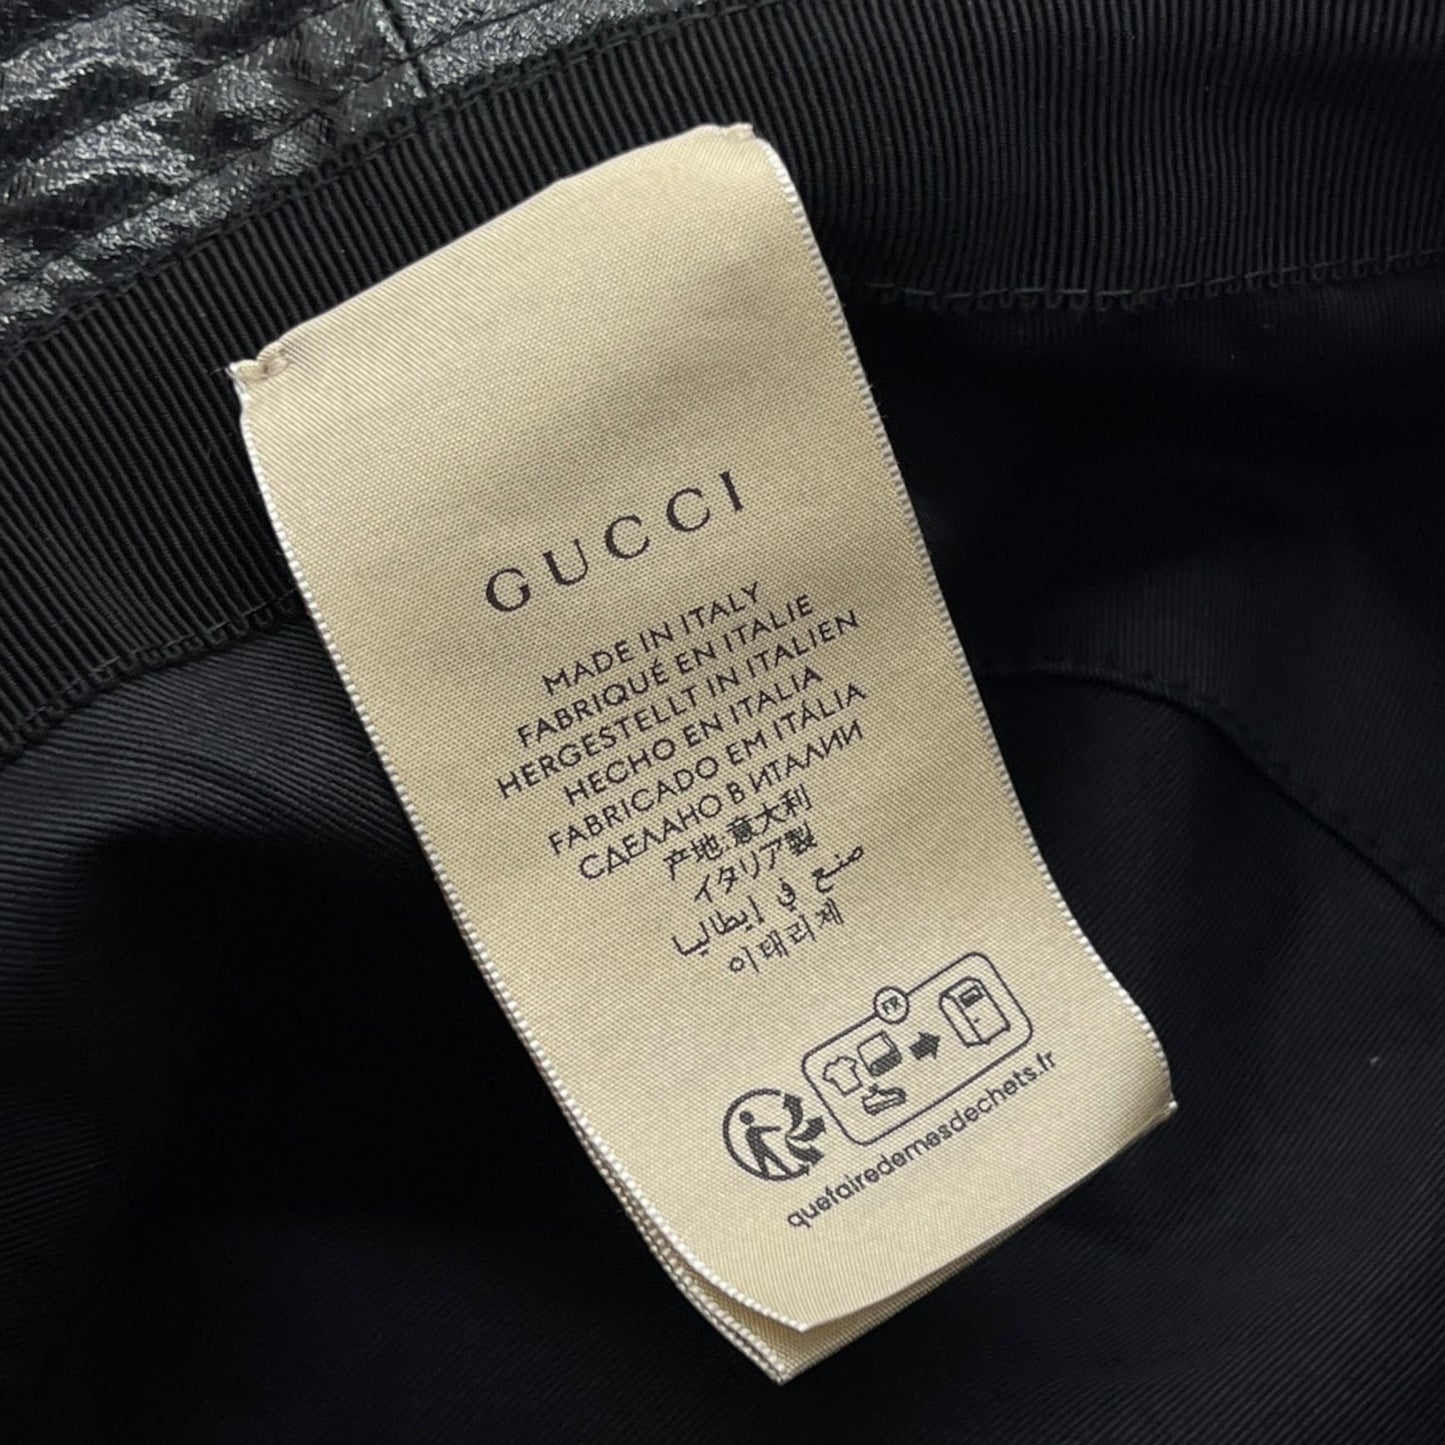 GUCCI
MADE IN ITALY
FABRIQUÉ EN ITALIE
HERGESTELLT IN ITALIEN
HECHO EN ITALIA
FABRICADO EM ITÁLIA
СДЕЛАНО В ИТАЛИИ
产地:意大利
イタリア製
صنع في إيطاليا
이태리제
FR
quefairedemesdechets.fr